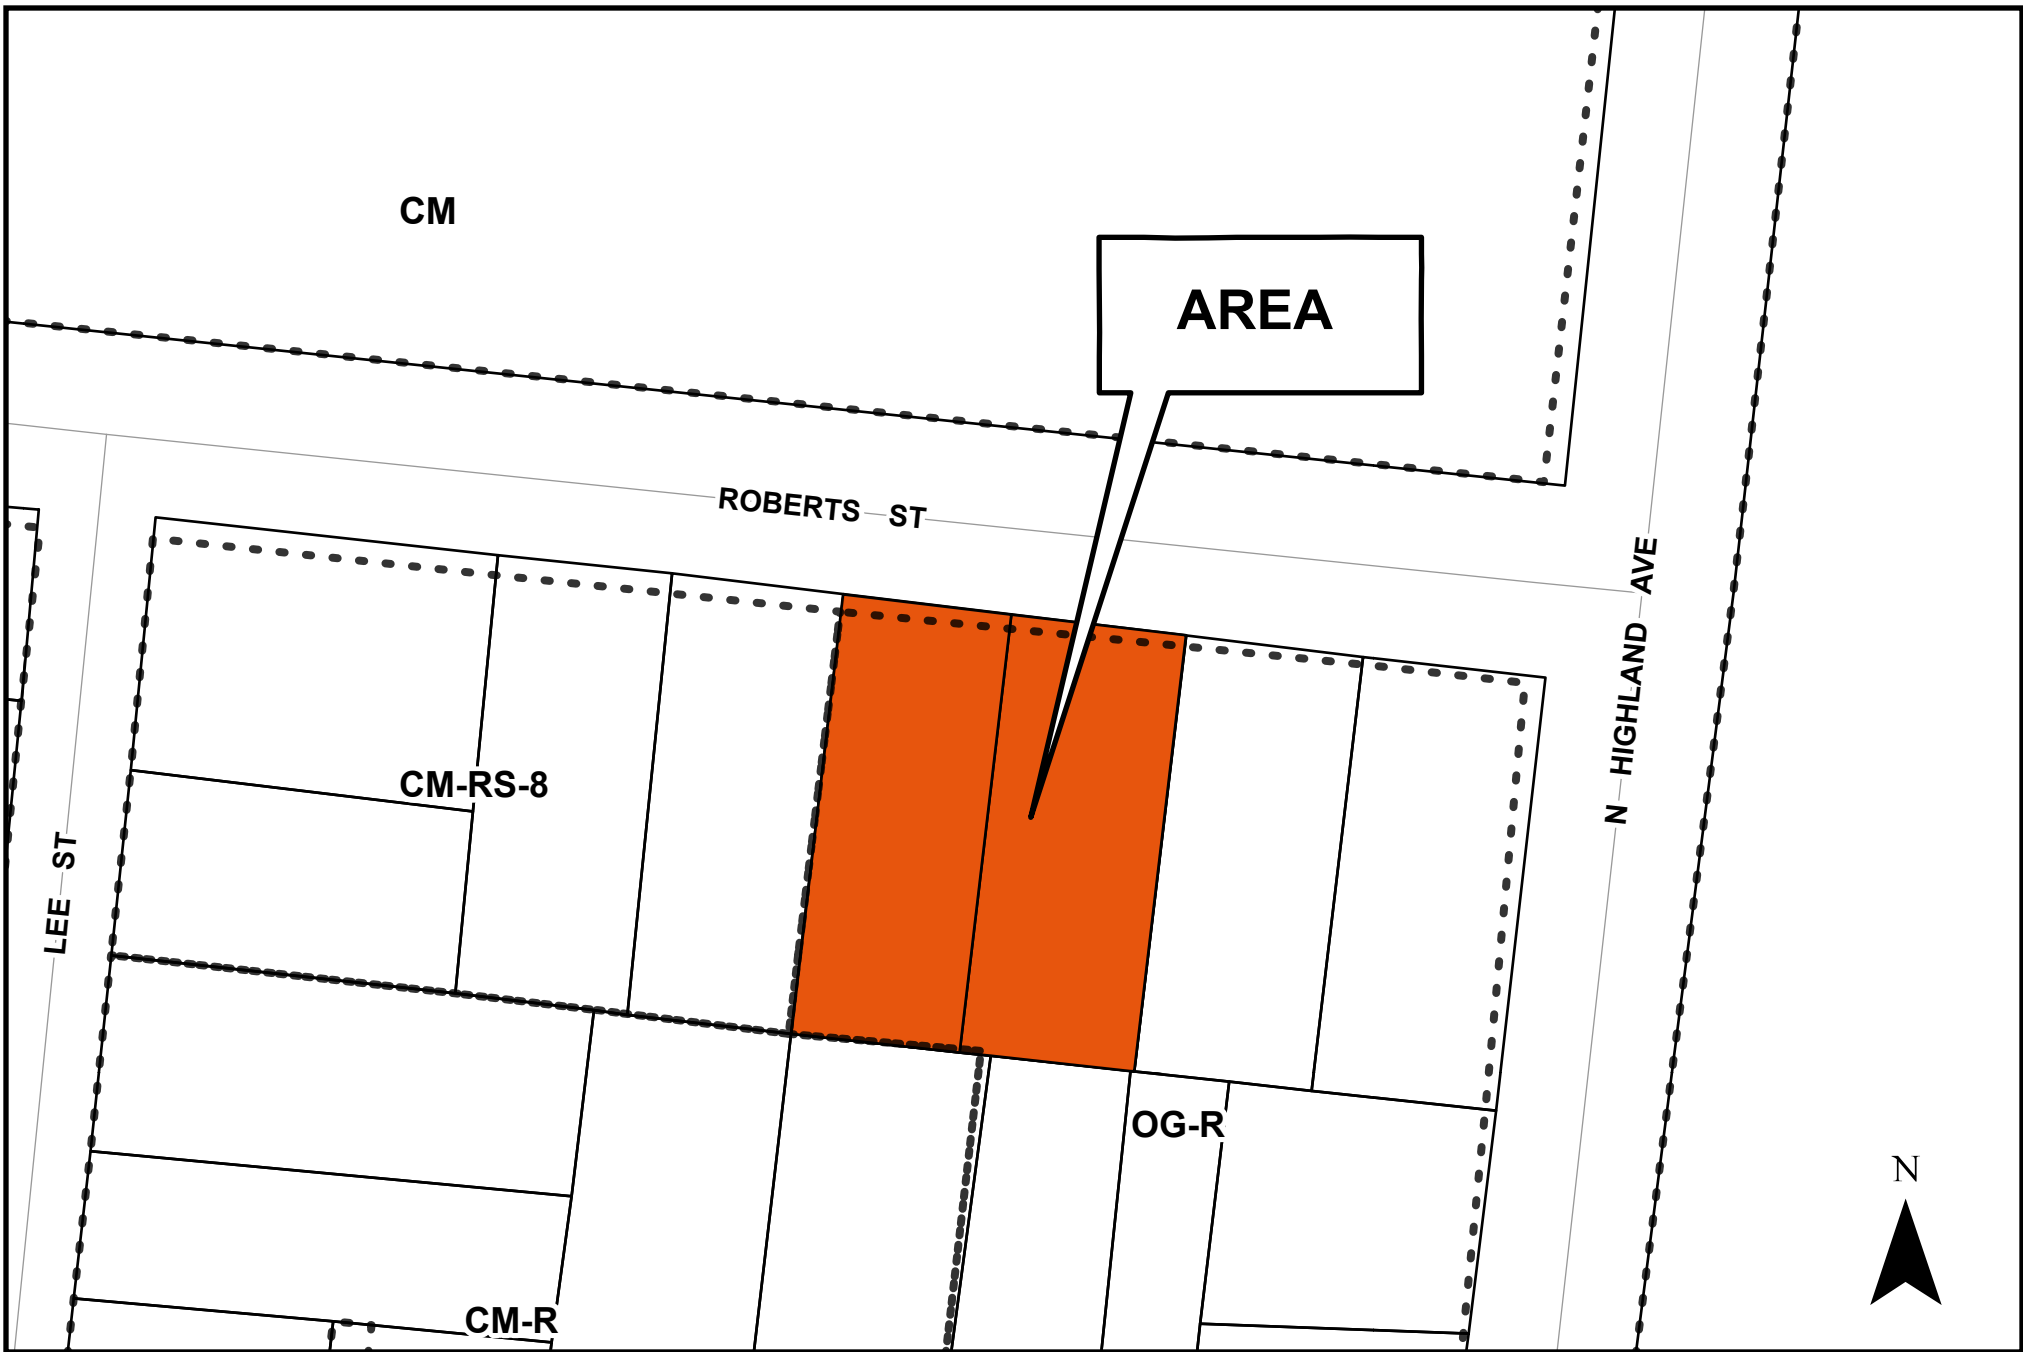 CM
AREA
ROBERTS ST
N HIGHLAND AVE
CM-RS-8
LEE ST
OG-R
N
CM-R